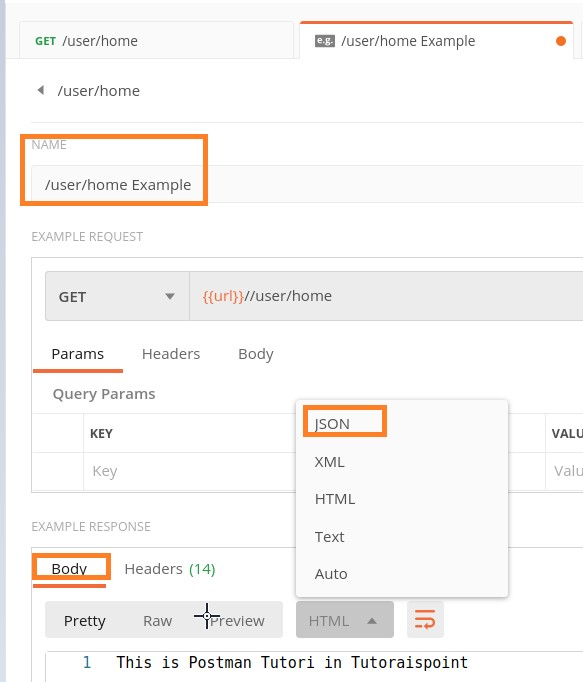 GET /user/home e.g. /user/home Example
/user/home
NAME
/user/home Example
EXAMPLE REQUEST
GET {{url}}//user/home
Params Headers Body
Query Params
KEY VALU
Key Valu
JSON
XML
HTML
Text
Auto
EXAMPLE RESPONSE
Body Headers (14)
Pretty Raw Preview HTML
1 This is Postman Tutori in Tutoraispoint